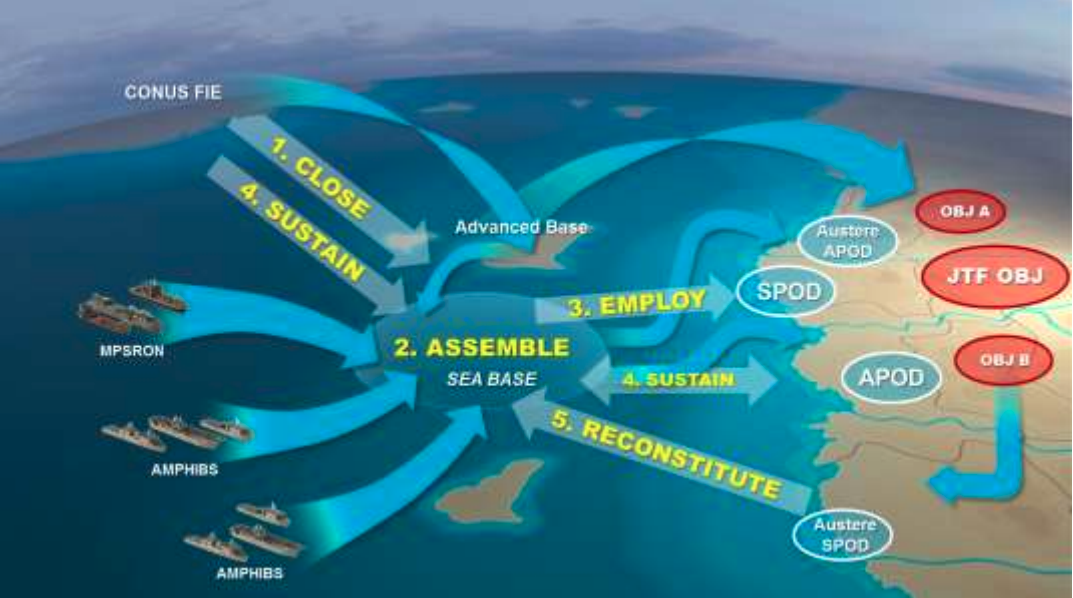 CONUS FIE
1. CLOSE
4. SUSTAIN
Advanced Base
OBJ A
Austere
APOD
JTF OBJ
SPOD
3. EMPLOY
MPSRON
2. ASSEMBLE
SEA BASE
4. SUSTAIN
APOD
OBJ B
5. RECONSTITUTE
AMPHIBS
Austere
SPOD
AMPHIBS